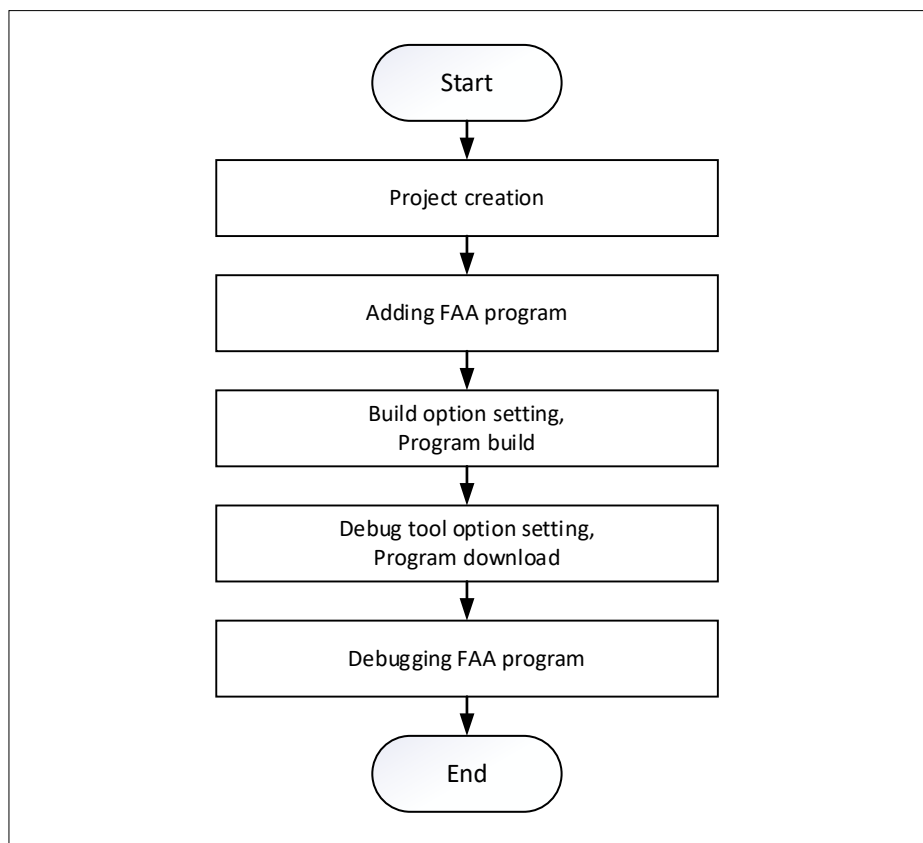 Start
Project creation
Adding FAA program
Build option setting,
Program build
Debug tool option setting,
Program download
Debugging FAA program
End